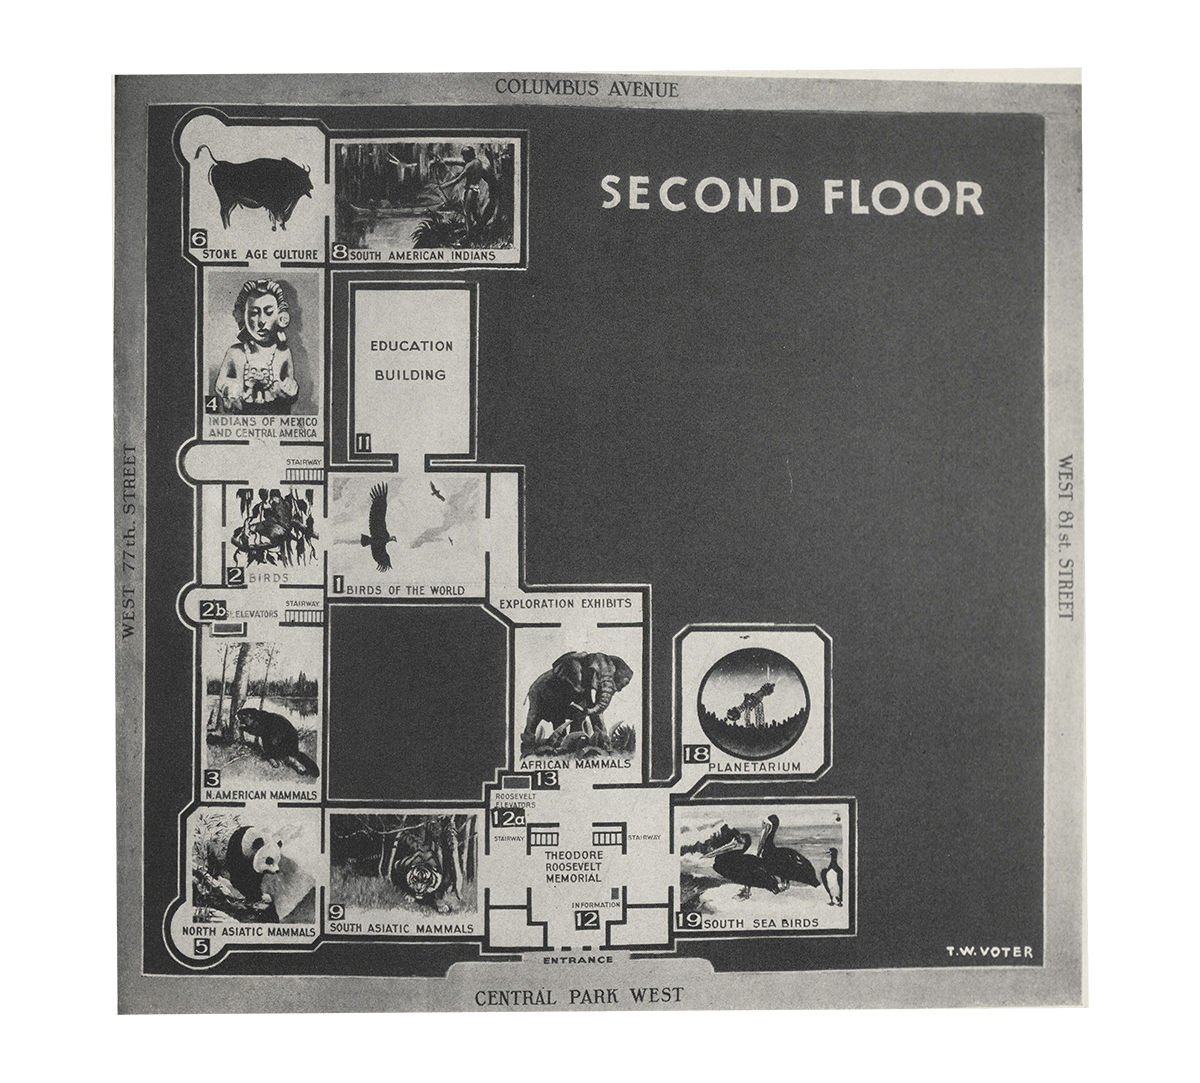 COLUMBUS AVENUE
SECOND FLOOR
6
STONE AGE CULTURE
8 SOUTH AMERICAN INDIANS
4
INDIANS OF MEXICO
AND CENTRAL AMERICA
EDUCATION
BUILDING
11
WEST 77th. STREET
WEST 81st. STREET
STAIRWAY
2 BIRDS
1 BIRDS OF THE WORLD
2b ELEVATORS
STAIRWAY
EXPLORATION EXHIBITS
3
N. AMERICAN MAMMALS
AFRICAN MAMMALS
13
18
PLANETARIUM
ROOSEVELT
ELEVATORS
12a
STAIRWAY
STAIRWAY
THEODORE
ROOSEVELT
MEMORIAL
INFORMATION
12
NORTH ASIATIC MAMMALS
5
9
SOUTH ASIATIC MAMMALS
19 SOUTH SEA BIRDS
ENTRANCE
T.W. VOTER
CENTRAL PARK WEST